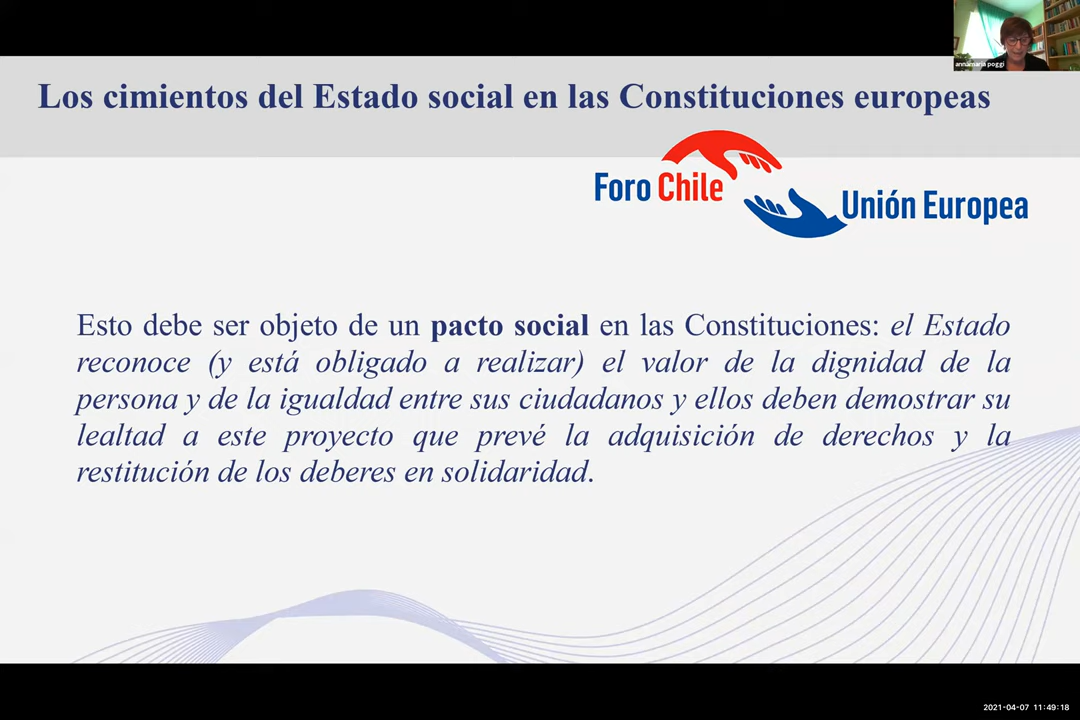 annamaria poggi
Los cimientos del Estado social en las Constituciones europeas
Foro Chile
Unión Europea
Esto debe ser objeto de un pacto social en las Constituciones: el Estado
reconoce (y está obligado a realizar) el valor de la dignidad de la
persona y de la igualdad entre sus ciudadanos y ellos deben demostrar su
lealtad a este proyecto que prevé la adquisición de derechos y la
restitución de los deberes en solidaridad.
2021-04-07 11:49:18